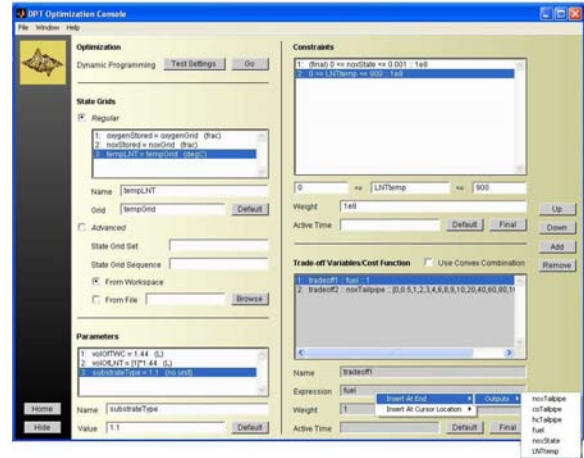 DPT Optimization Console
File Window Help
Optimization
Dynamic Programming Test Settings Go
State Grids
Regular
1: oxygenStored = oxygenGrid (frac)
2: noxStored = noxGrid (frac)
3: tempLNT = tempGrid (degC)
Name tempLNT
Grid tempGrid Default
Advanced
State Grid Set
State Grid Sequence
From Workspace
From File Browse
Parameters
1: volOfTWC = 1.44 (L)
2: volOfLNT = [1]*1.44 (L)
3: substrateType = 1.1 (no unit)
Name substrateType
Value 1.1 Default
Home
Hide
Constraints
1: (final) 0 <= noxState <= 0.001 :: 1e8
2: 0 <= LNTtemp <= 900 :: 1e8
0 <= LNTtemp <= 900
Weight 1e8
Active Time Default Final
Trade-off Variables/Cost Function Use Convex Combination
1: tradeoff1 :: fuel :: 1
2: tradeoff2 :: noxTailpipe :: [0,0.5,1,2,3,4,6,8,9,10,20,40,60,80,1
Name tradeoff1
Expression fuel
Weight 1
Active Time Default Final
Up
Down
Add
Remove
Insert At End
Insert At Cursor Location
Outputs
noxTailpipe
coTailpipe
hcTailpipe
fuel
noxState
LNTtemp